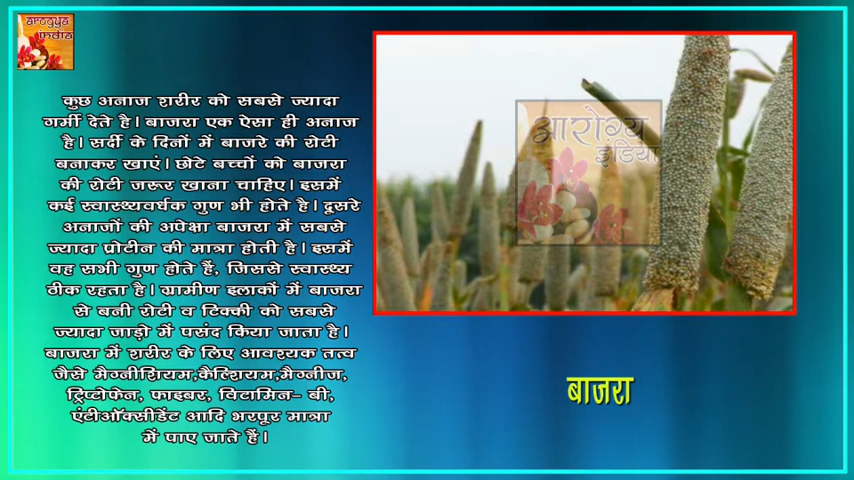 arogya
india
कुछ अनाज शरीर को सबसे ज्यादा
गर्मी देते है। बाजरा एक ऐसा ही अनाज
है। सर्दी के दिनों में बाजरे की रोटी
बनाकर खाएं। छोटे बच्चों को बाजरा
की रोटी जरूर खाना चाहिए। इसमें
कई स्वास्थ्यवर्धक गुण भी होते है। दूसरे
अनाजों की अपेक्षा बाजरा में सबसे
ज्यादा प्रोटीन की मात्रा होती है। इसमें
वह सभी गुण होते हैं, जिससे स्वास्थ्य
ठीक रहता है। ग्रामीण इलाकों में बाजरा
से बनी रोटी व टिक्की को सबसे
ज्यादा जाड़ो में पसंद किया जाता है।
बाजरा में शरीर के लिए आवश्यक तत्व
जैसे मैग्नीशियम,कैल्शियम,मैग्नीज,
ट्रिप्टोफेन, फाइबर, विटामिन- बी,
एंटीऑक्सीडेंट आदि भरपूर मात्रा
में पाए जाते हैं।
आरोग्य
इंडिया
बाजरा